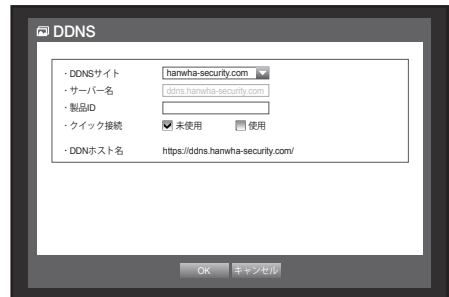 DDNS
・DDNSサイト hanwha-security.com
・サーバー名 ddns.hanwha-security.com
・製品ID
・クイック接続 未使用 使用
・DDNホスト名 https://ddns.hanwha-security.com/
OK キャンセル